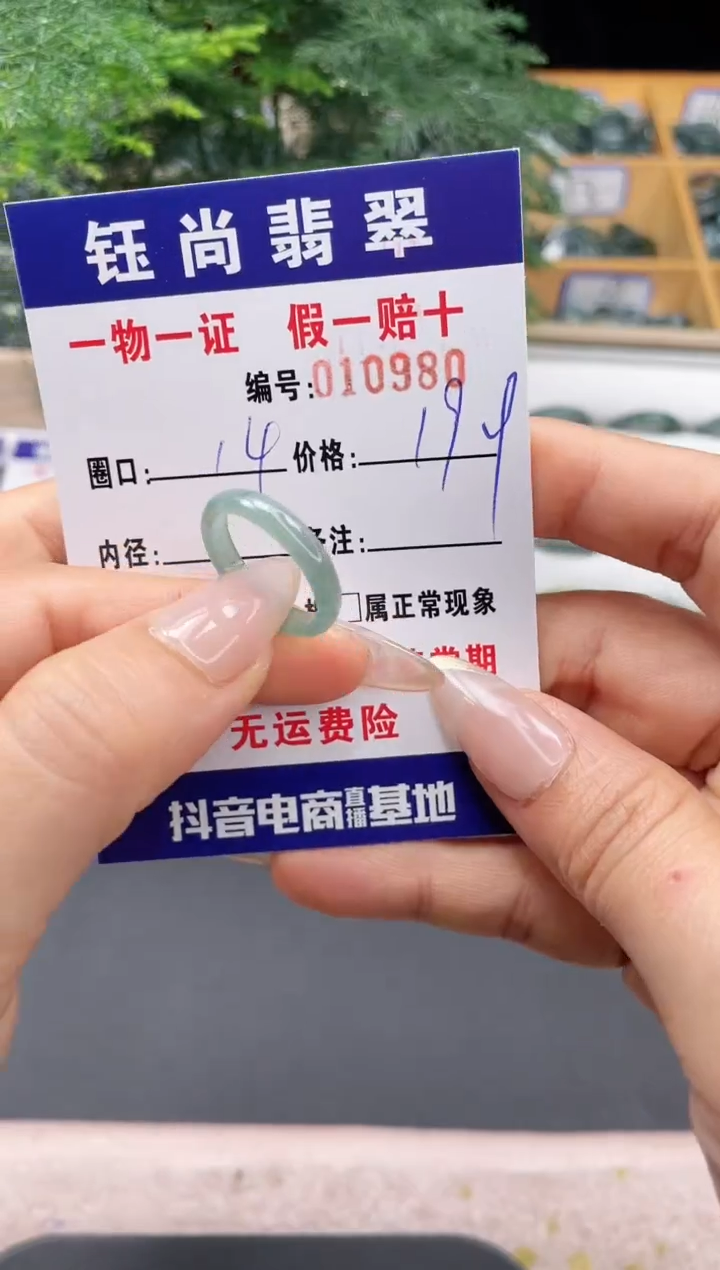 钰尚翡翠
一物一证 假一赔十
编号:010980
圈口: 14 价格: 199
内径: 备注:
属正常现象
期
无运费险
抖音电商直播基地